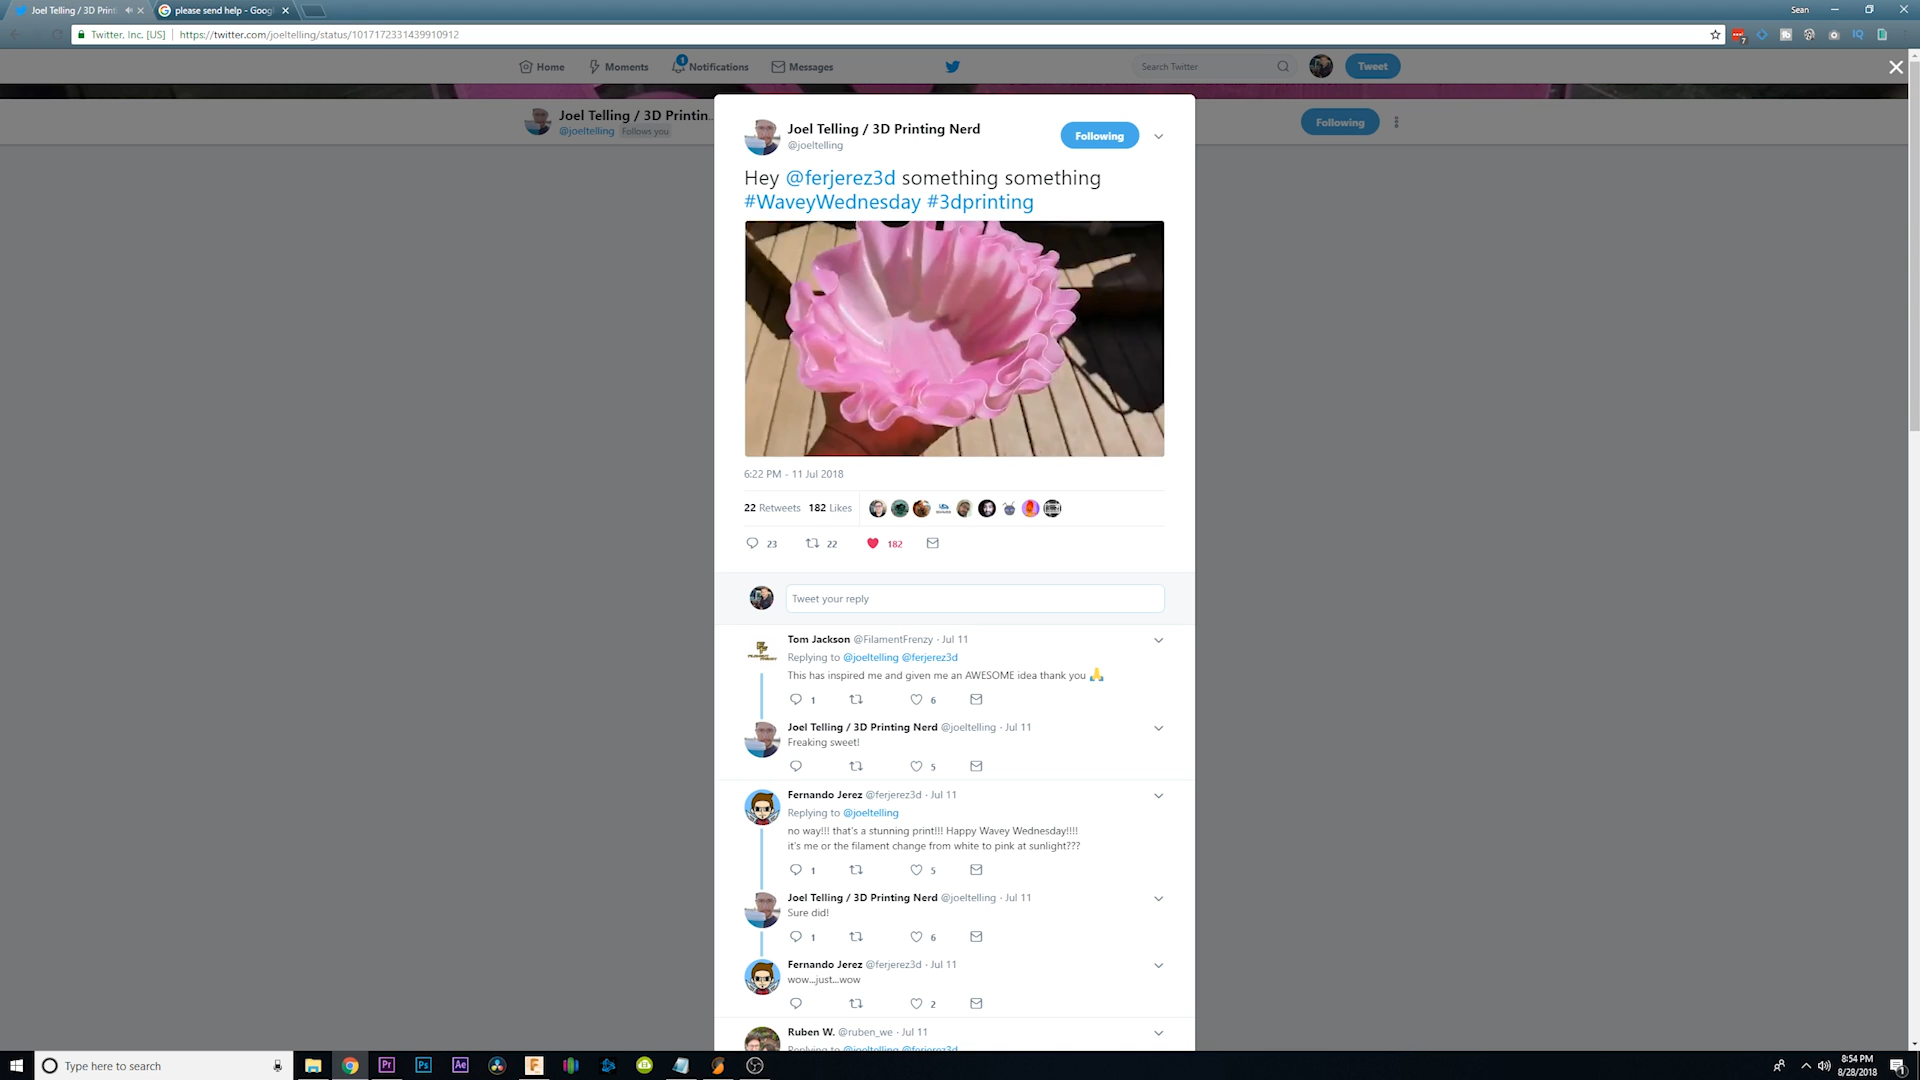 Joel Telling / 3D Print
please send help - Goog
Sean
Twitter, Inc. [US]
https://twitter.com/joeltelling/status/1017172331439910912
Home
Moments
1
Notifications
Messages
Search Twitter
Tweet
Joel Telling / 3D Printin...
@joeltelling Follows you
Following
Joel Telling / 3D Printing Nerd
@joeltelling
Following
Hey @ferjerez3d something something
#WaveyWednesday #3dprinting
6:22 PM - 11 Jul 2018
22 Retweets 182 Likes
23 22 182
Tweet your reply
Tom Jackson @FilamentFrenzy · Jul 11
Replying to @joeltelling @ferjerez3d
This has inspired me and given me an AWESOME idea thank you 🙏
1 6
Joel Telling / 3D Printing Nerd @joeltelling · Jul 11
Freaking sweet!
5
Fernando Jerez @ferjerez3d · Jul 11
Replying to @joeltelling
no way!!! that's a stunning print!!! Happy Wavey Wednesday!!!!
it's me or the filament change from white to pink at sunlight???
1 5
Joel Telling / 3D Printing Nerd @joeltelling · Jul 11
Sure did!
1 6
Fernando Jerez @ferjerez3d · Jul 11
wow...just...wow
2
Ruben W. @ruben_we · Jul 11
Replying to @joeltelling @ferjerez3d
Type here to search
Pr
Ps
Ae
8:54 PM
8/28/2018